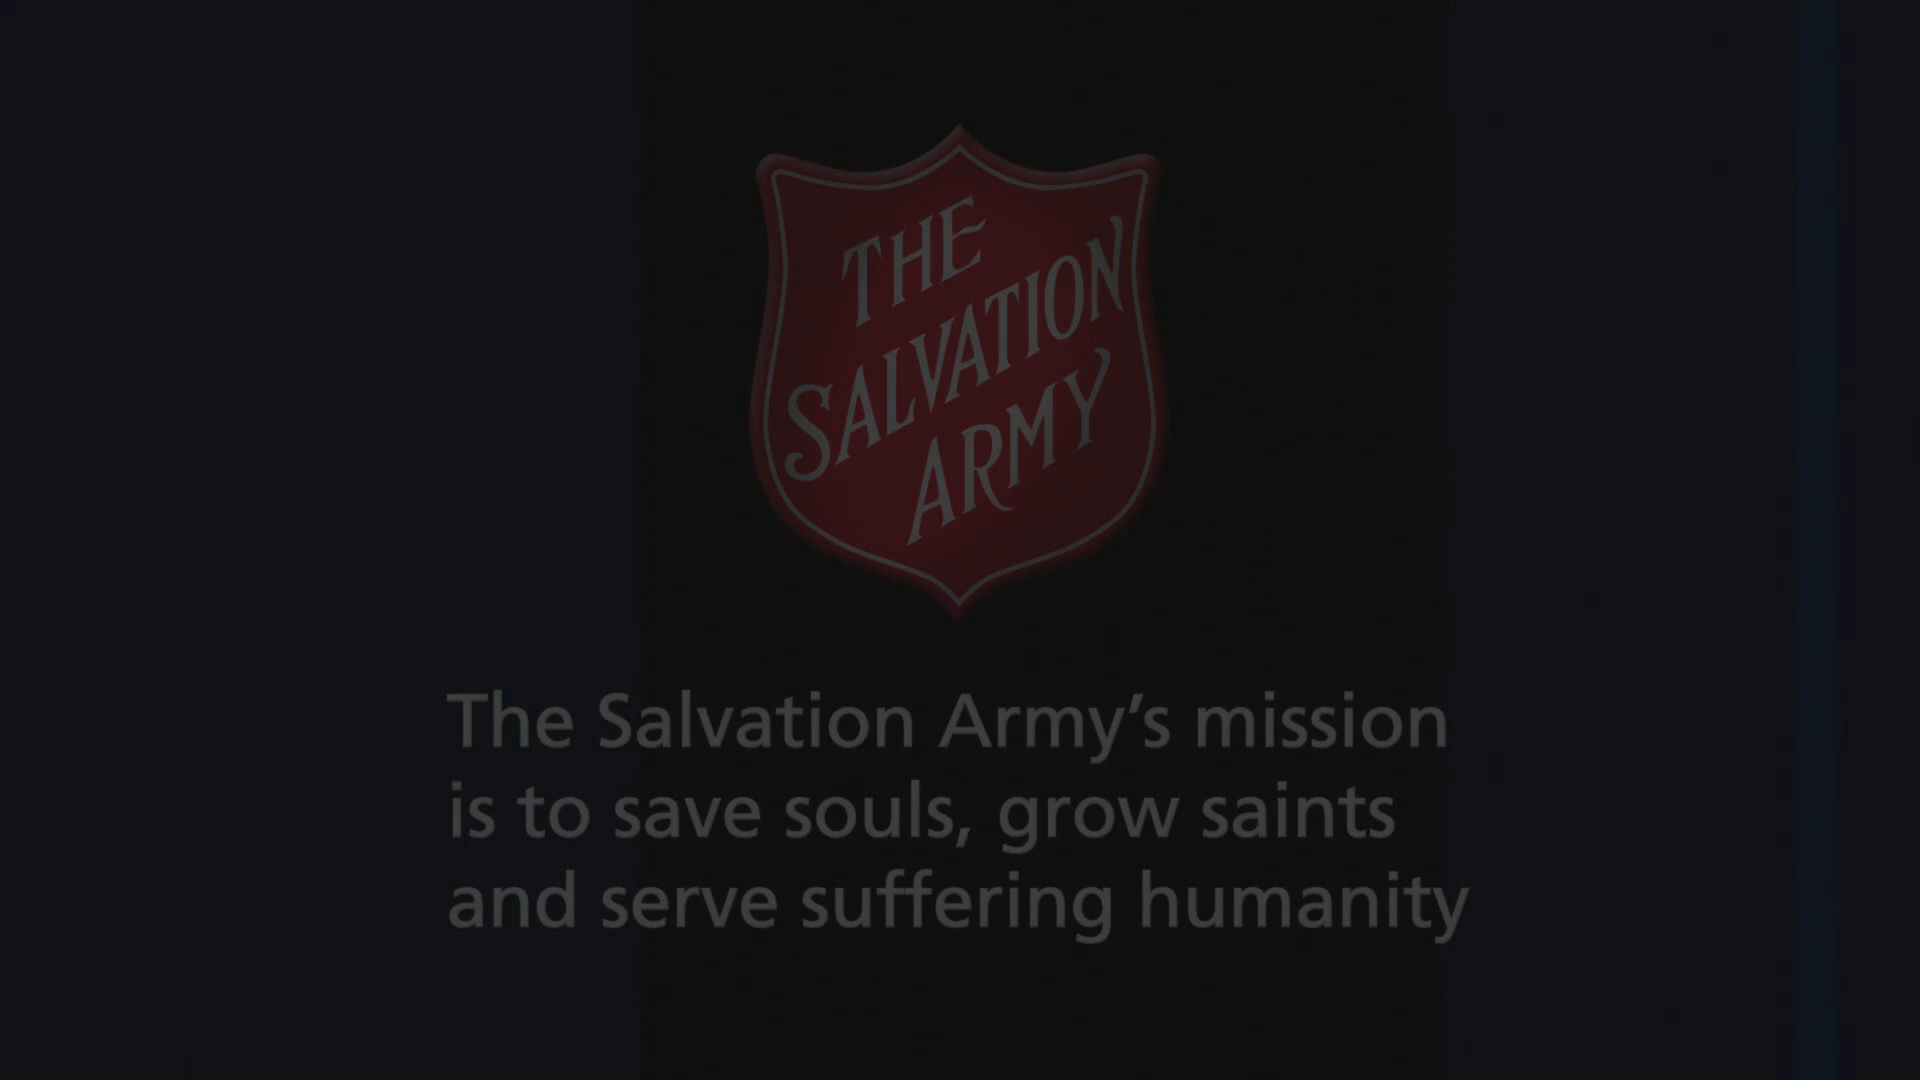 THE
SALVATION
ARMY
The Salvation Army’s mission
is to save souls, grow saints
and serve suffering humanity